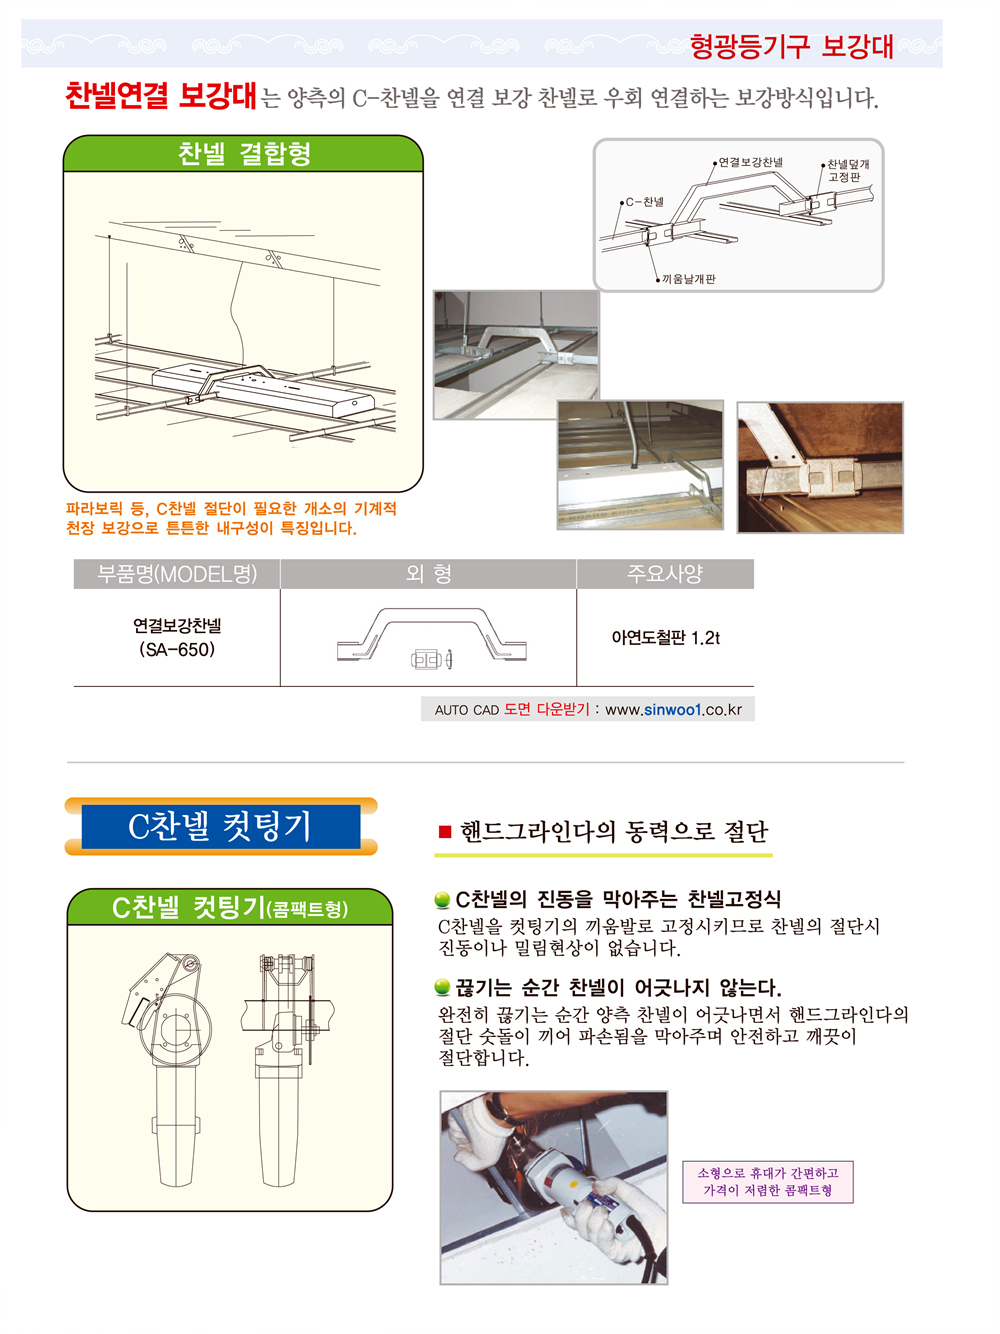 형광등기구 보강대
찬넬연결 보강대는 양측의 C-찬넬을 연결 보강 찬넬로 우회 연결하는 보강방식입니다.
찬넬 결합형
연결보강찬넬
찬넬덮개
고정판
C-찬넬
끼움날개판
파라보릭 등, C찬넬 절단이 필요한 개소의 기계적
천장 보강으로 튼튼한 내구성이 특징입니다.
부품명(MODEL명) 외 형 주요사양
연결보강찬넬
(SA-650)
아연도철판 1.2t
AUTO CAD 도면 다운받기 : www.sinwoo1.co.kr
C찬넬 컷팅기
■ 핸드그라인다의 동력으로 절단
C찬넬 컷팅기(콤팩트형)
C찬넬의 진동을 막아주는 찬넬고정식
C찬넬을 컷팅기의 끼움발로 고정시키므로 찬넬의 절단시
진동이나 밀림현상이 없습니다.
끊기는 순간 찬넬이 어긋나지 않는다.
완전히 끊기는 순간 양측 찬넬이 어긋나면서 핸드그라인다의
절단 숫돌이 끼어 파손됨을 막아주며 안전하고 깨끗이
절단합니다.
소형으로 휴대가 간편하고
가격이 저렴한 콤팩트형